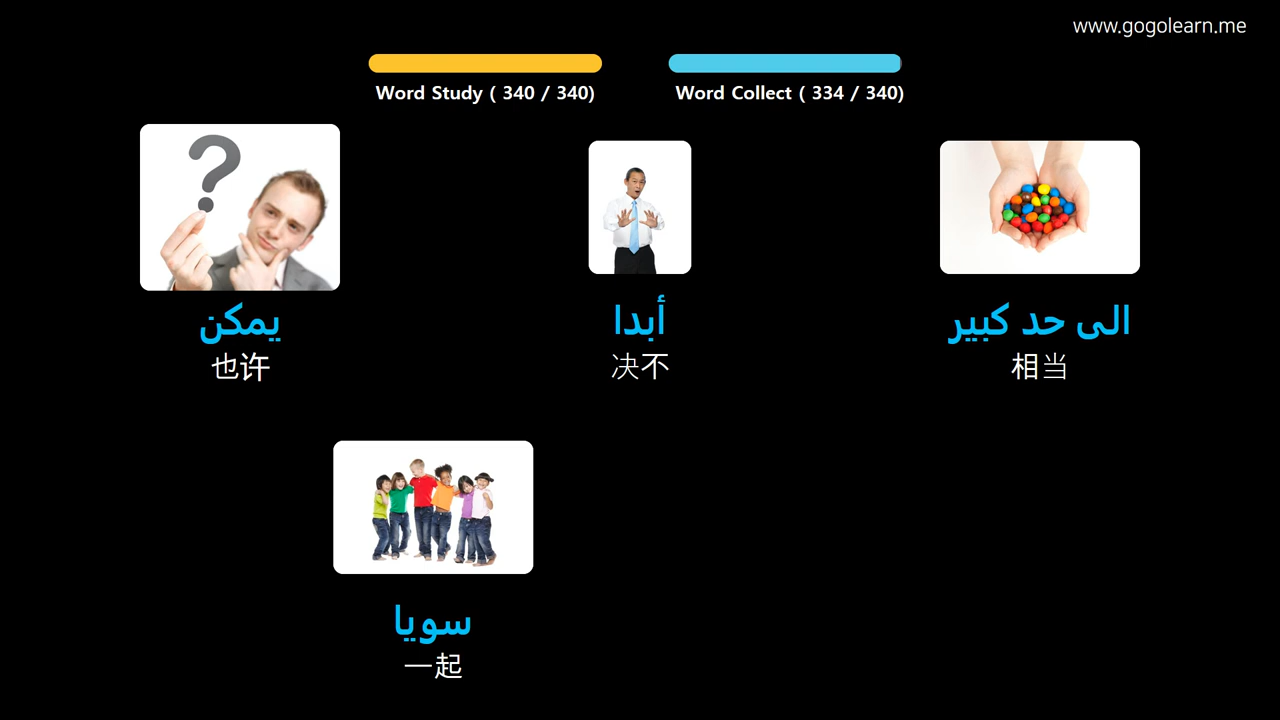 www.gogolearn.me
Word Study ( 340 / 340)
Word Collect ( 334 / 340)
يمكن
也许
أبدا
决不
الى حد كبير
相当
سويا
一起